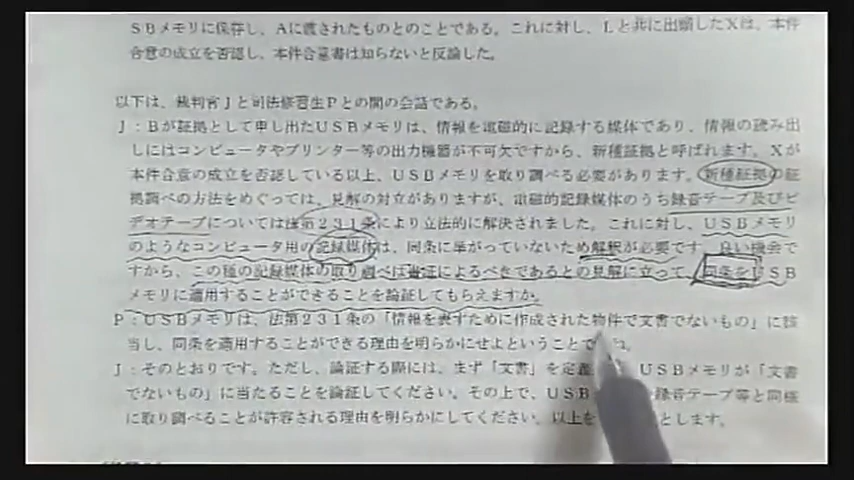 ＳＢメモリに保存し、Ａに渡されたものとのことである。これに対し、Ｌと共に出頭したＸは、本件
合意の成立を否認し、本件合意書は知らないと反論した。
以下は、裁判官Ｊと司法修習生Ｐとの間の会話である。
Ｊ：Ｂが証拠として申し出たＵＳＢメモリは、情報を電磁的に記録する媒体であり、情報の読み出
しにはコンピュータやプリンター等の出力機器が不可欠ですから、新種証拠と呼ばれます。Ｘが
本件合意の成立を否認している以上、ＵＳＢメモリを取り調べる必要があります。新種証拠の証
拠調べの方法をめぐっては、見解の対立がありますが、電磁的記録媒体のうち録音テープ及びビ
デオテープについては法第２３１条により立法的に解決されました。これに対し、ＵＳＢメモリ
のようなコンピュータ用の記録媒体は、同条に挙がっていないため解釈が必要です。良い機会で
すから、この種の記録媒体の取り調べは書証によるべきであるとの見解に立って、同条をＵＳＢ
メモリに適用することができることを論証してもらえますか。
Ｐ：ＵＳＢメモリは、法第２３１条の「情報を表すために作成された物件で文書でないもの」に該
当し、同条を適用することができる理由を明らかにせよということで
Ｊ：そのとおりです。ただし、論証する際には、まず「文書」を定義 ＵＳＢメモリが「文書
でないもの」に当たることを論証してください。その上で、ＵＳＢ 録音テープ等と同様
に取り調べることが許容される理由を明らかにしてください。以上を とします。